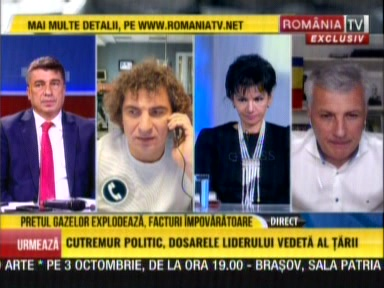 MAI MULTE DETALII, PE WWW.ROMANIATV.NET
ROMÂNIA TV
EXCLUSIV
GUESS
PREȚUL GAZELOR EXPLODEAZĂ, FACTURI ÎMPOVĂRĂTOARE
DIRECT
URMEAZĂ
CUTREMUR POLITIC, DOSARELE LIDERULUI VEDETĂ AL ȚĂRII
ARTE * PE 3 OCTOMBRIE, DE LA ORA 19.00 - BRAȘOV, SALA PATRIA